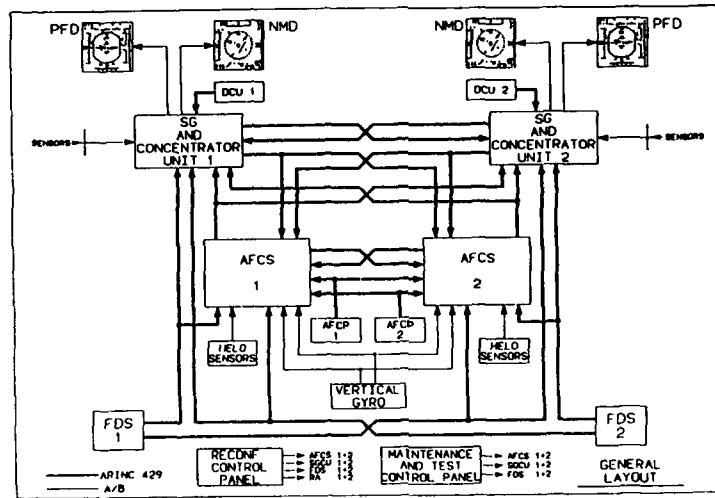 PFD
NMD
NMD
PFD
DCU 1
DCU 2
SG
AND
CONCENTRATOR
UNIT 1
SG
AND
CONCENTRATOR
UNIT 2
SENSORS
SENSORS
AFCS
1
AFCS
2
AFCP
1
AFCP
2
HELO
SENSORS
HELO
SENSORS
VERTICAL
GYRO
FDS
1
FDS
2
RECONF
CONTROL
PANEL
AFCS 1+2
SGCU 1+2
FDS 1+2
RA 1+2
MAINTENANCE
AND TEST
CONTROL PANEL
AFCS 1+2
SGCU 1+2
FDS 1+2
ARINC 429
A/B
GENERAL
LAYOUT